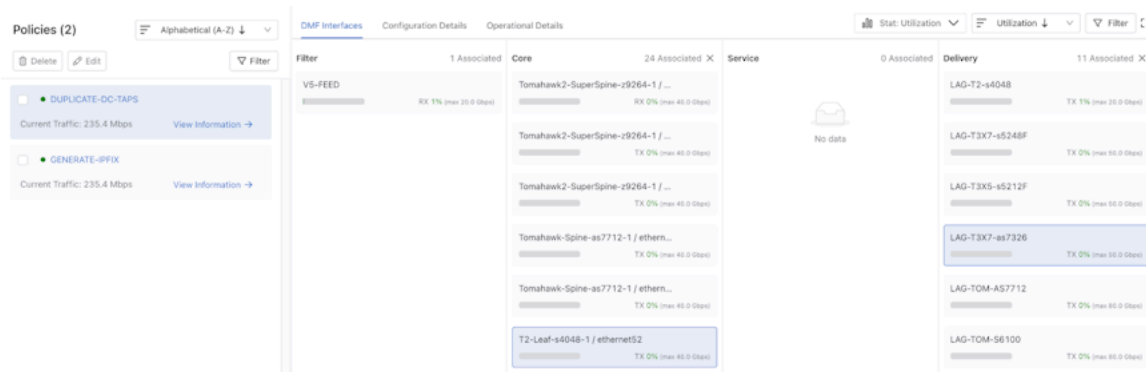 Policies (2)
Alphabetical (A-Z) ↓
Delete
Edit
Filter
DUPLICATE-DC-TAPS
Current Traffic: 235.4 Mbps
View Information →
GENERATE-IPFIX
Current Traffic: 235.4 Mbps
View Information →
DMF Interfaces
Configuration Details
Operational Details
Stat: Utilization
Utilization ↓
Filter
Filter
1 Associated
V5-FEED
RX 1% (max 20.0 Gbps)
Core
24 Associated ×
Tomahawk2-SuperSpine-z9264-1 / ...
RX 0% (max 40.0 Gbps)
Tomahawk2-SuperSpine-z9264-1 / ...
TX 0% (max 40.0 Gbps)
Tomahawk2-SuperSpine-z9264-1 / ...
TX 0% (max 40.0 Gbps)
Tomahawk-Spine-as7712-1 / ethern...
TX 0% (max 40.0 Gbps)
Tomahawk-Spine-as7712-1 / ethern...
TX 0% (max 40.0 Gbps)
T2-Leaf-s4048-1 / ethernet52
TX 0% (max 40.0 Gbps)
Service
0 Associated
No data
Delivery
11 Associated ×
LAG-T2-s4048
TX 1% (max 20.0 Gbps)
LAG-T3X7-s5248F
TX 0% (max 50.0 Gbps)
LAG-T3X5-s5212F
TX 0% (max 50.0 Gbps)
LAG-T3X7-as7326
TX 0% (max 50.0 Gbps)
LAG-TOM-AS7712
TX 0% (max 80.0 Gbps)
LAG-TOM-S6100
TX 0% (max 80.0 Gbps)